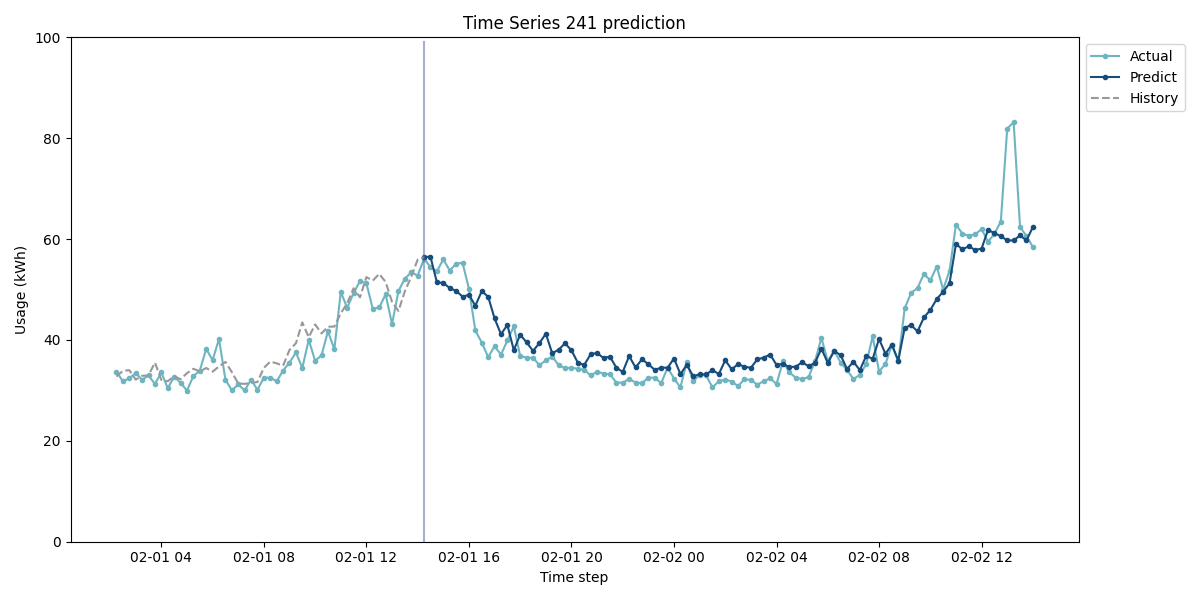 Time Series 241 prediction
100
80
60
40
20
0
Usage (kWh)
02-01 04
02-01 08
02-01 12
02-01 16
02-01 20
02-02 00
02-02 04
02-02 08
02-02 12
Time step
Actual
Predict
History